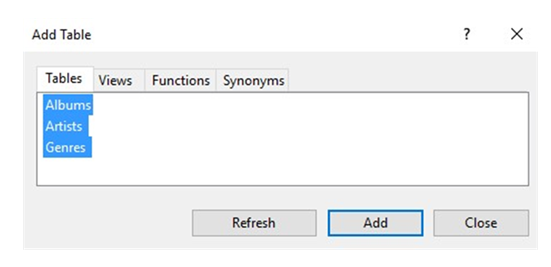 Add Table
?
Tables Views Functions Synonyms
Albums
Artists
Genres
Refresh Add Close